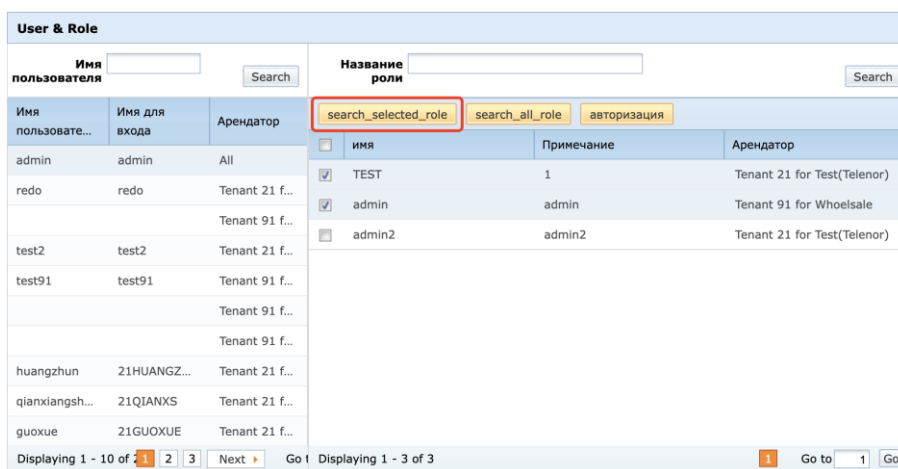 User & Role
Имя пользователя
Search
Название роли
Search
search_selected_role search_all_role авторизация
Имя пользовате... Имя для входа Арендатор
имя Примечание Арендатор
admin admin All
redo redo Tenant 21 f...
Tenant 91 f...
test2 test2 Tenant 21 f...
test91 test91 Tenant 91 f...
Tenant 91 f...
Tenant 91 f...
huangzhun 21HUANGZ... Tenant 21 f...
qianxiangsh... 21QIANXS Tenant 21 f...
guoxue 21GUOXUE Tenant 21 f...
TEST 1 Tenant 21 for Test(Telenor)
admin admin Tenant 91 for Whoelsale
admin2 admin2 Tenant 21 for Test(Telenor)
Displaying 1 - 10 of 1 2 3 Next Go
Displaying 1 - 3 of 3 1 Go to 1 Go